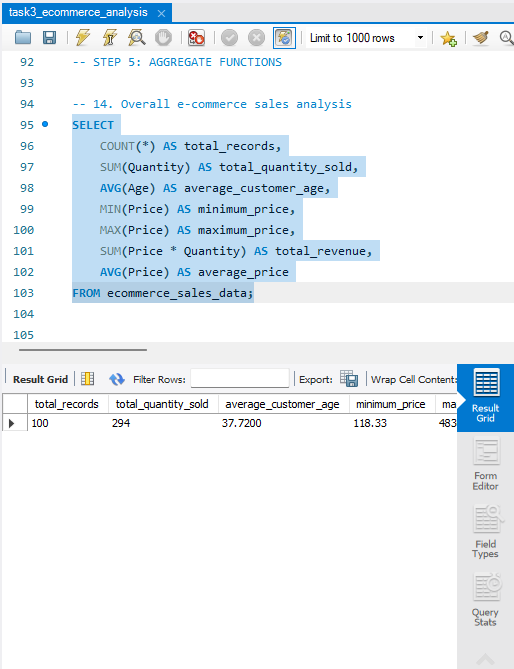 task3_ecommerce_analysis ×
Limit to 1000 rows
92 -- STEP 5: AGGREGATE FUNCTIONS
93
94 -- 14. Overall e-commerce sales analysis
95 SELECT
96 COUNT(*) AS total_records,
97 SUM(Quantity) AS total_quantity_sold,
98 AVG(Age) AS average_customer_age,
99 MIN(Price) AS minimum_price,
100 MAX(Price) AS maximum_price,
101 SUM(Price * Quantity) AS total_revenue,
102 AVG(Price) AS average_price
103 FROM ecommerce_sales_data;
104
105
Result Grid Filter Rows: Export: Wrap Cell Content:
total_records total_quantity_sold average_customer_age minimum_price ma
100 294 37.7200 118.33 483
Result
Grid
Form
Editor
Field
Types
Query
Stats